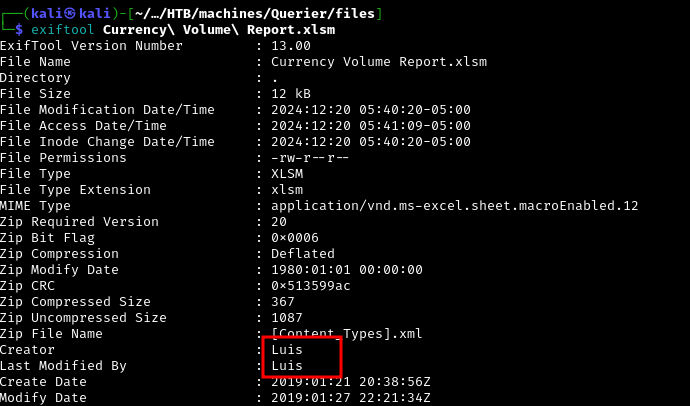 ┌──(kali㉿kali)-[~/…/HTB/machines/Querier/files]
└─$ exiftool Currency\ Volume\ Report.xlsm
ExifTool Version Number : 13.00
File Name : Currency Volume Report.xlsm
Directory : .
File Size : 12 kB
File Modification Date/Time : 2024:12:20 05:40:20-05:00
File Access Date/Time : 2024:12:20 05:41:09-05:00
File Inode Change Date/Time : 2024:12:20 05:40:20-05:00
File Permissions : -rw-r--r--
File Type : XLSM
File Type Extension : xlsm
MIME Type : application/vnd.ms-excel.sheet.macroEnabled.12
Zip Required Version : 20
Zip Bit Flag : 0x0006
Zip Compression : Deflated
Zip Modify Date : 1980:01:01 00:00:00
Zip CRC : 0x513599ac
Zip Compressed Size : 367
Zip Uncompressed Size : 1087
Zip File Name : [Content_Types].xml
Creator : Luis
Last Modified By : Luis
Create Date : 2019:01:21 20:38:56Z
Modify Date : 2019:01:27 22:21:34Z